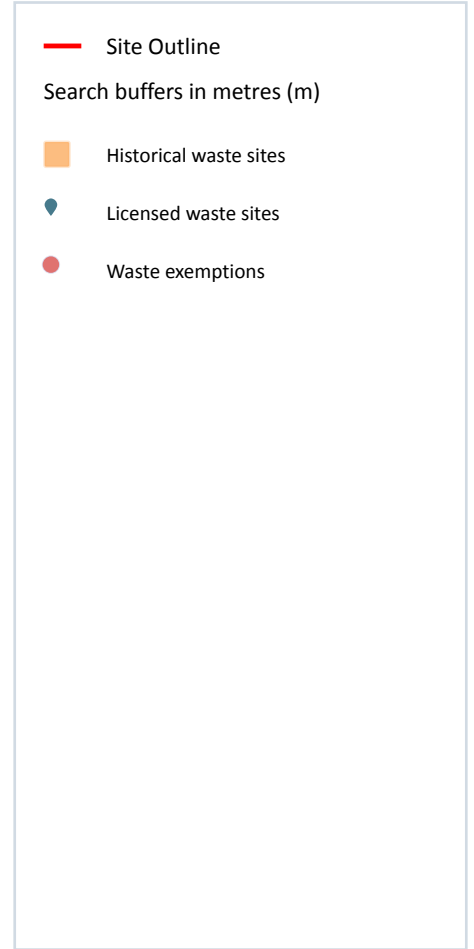 Site Outline
Search buffers in metres (m)
Historical waste sites
Licensed waste sites
Waste exemptions